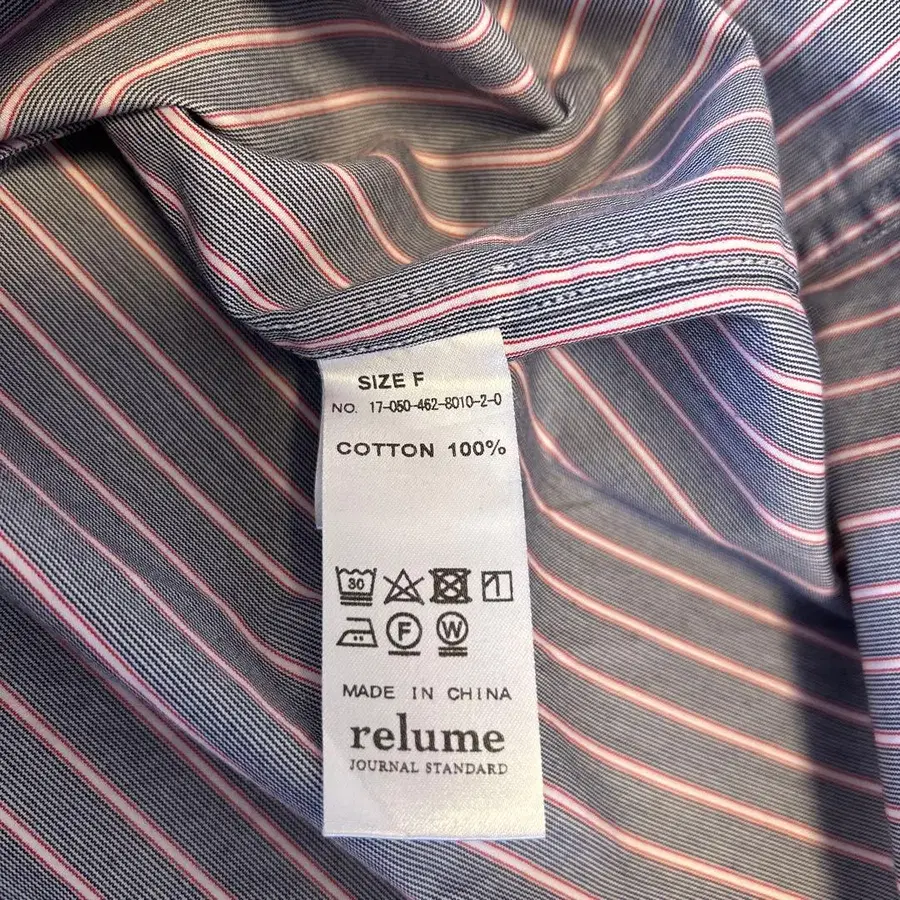 SIZE F
NO. 17-050-462-8010-2-0
COTTON 100%
30
F W
MADE IN CHINA
relume
JOURNAL STANDARD